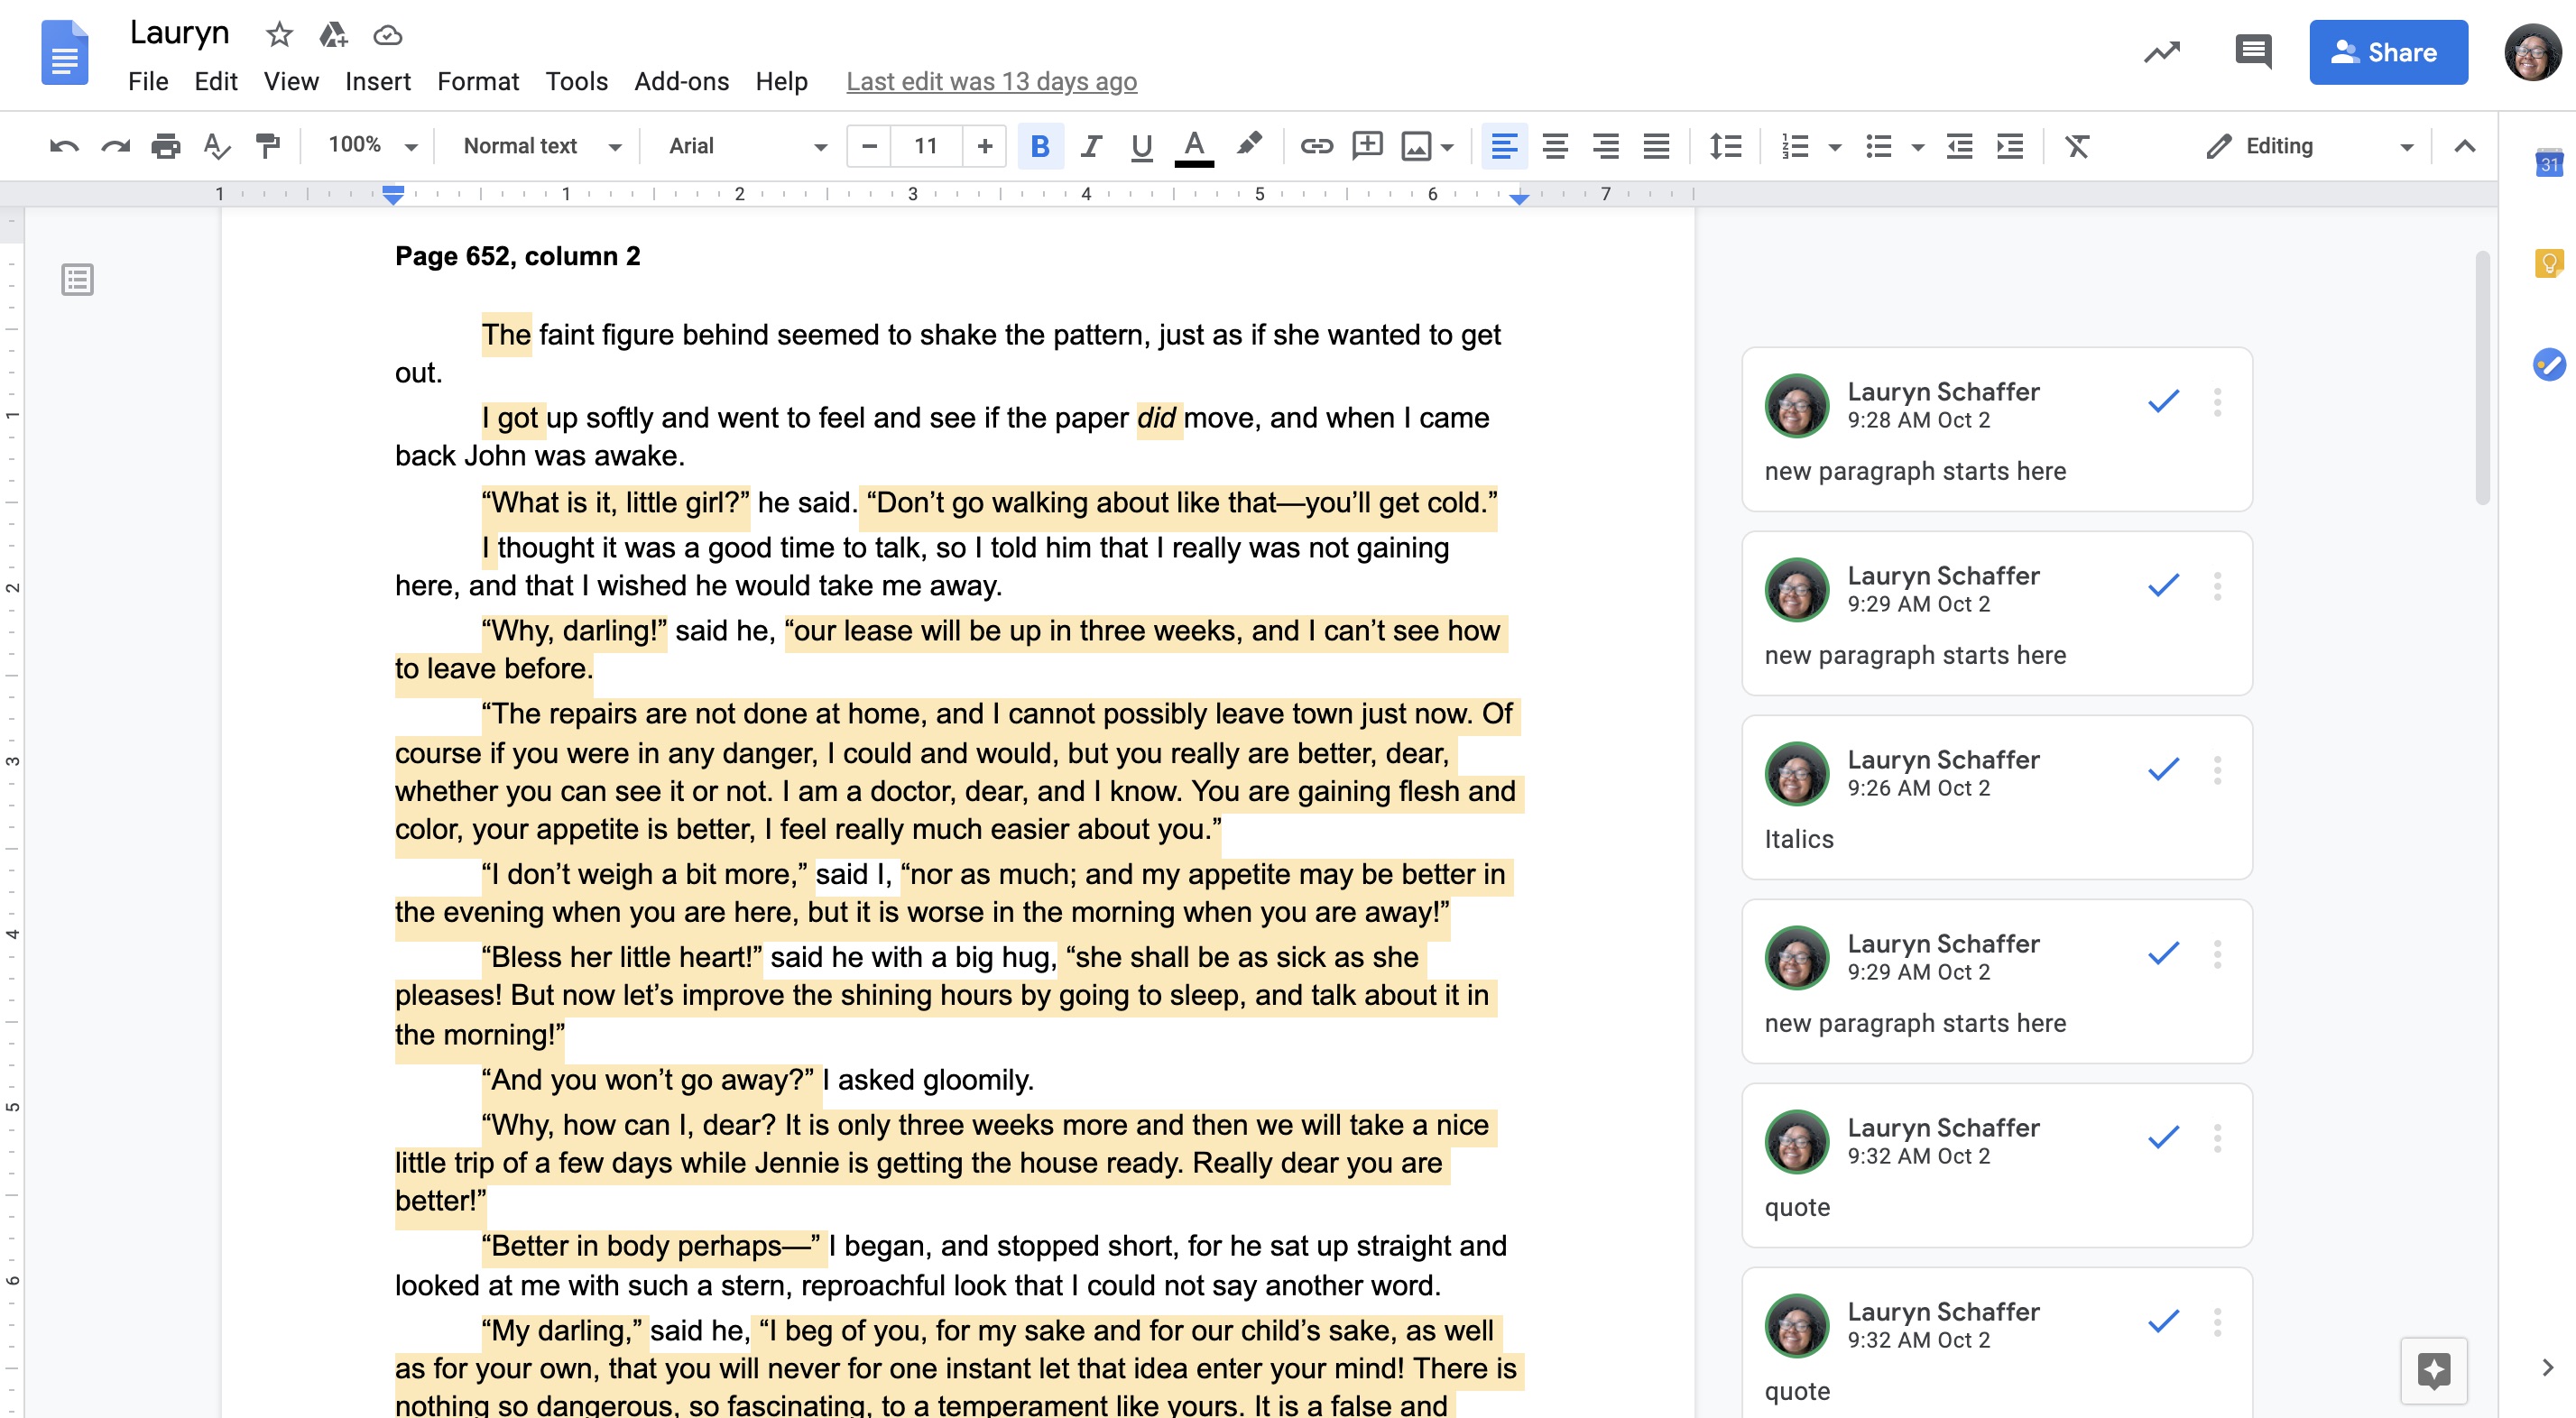 Lauryn
File Edit View Insert Format Tools Add-ons Help Last edit was 13 days ago
Share
100% Normal text Arial 11 B I U A Editing
31
1 1 2 3 4 5 6 7
Page 652, column 2
The faint figure behind seemed to shake the pattern, just as if she wanted to get
out.
I got up softly and went to feel and see if the paper did move, and when I came
back John was awake.
“What is it, little girl?” he said. “Don’t go walking about like that—you’ll get cold.”
I thought it was a good time to talk, so I told him that I really was not gaining
here, and that I wished he would take me away.
“Why, darling!” said he, “our lease will be up in three weeks, and I can’t see how
to leave before.
“The repairs are not done at home, and I cannot possibly leave town just now. Of
course if you were in any danger, I could and would, but you really are better, dear,
whether you can see it or not. I am a doctor, dear, and I know. You are gaining flesh and
color, your appetite is better, I feel really much easier about you.”
“I don’t weigh a bit more,” said I, “nor as much; and my appetite may be better in
the evening when you are here, but it is worse in the morning when you are away!”
“Bless her little heart!” said he with a big hug, “she shall be as sick as she
pleases! But now let’s improve the shining hours by going to sleep, and talk about it in
the morning!”
“And you won’t go away?” I asked gloomily.
“Why, how can I, dear? It is only three weeks more and then we will take a nice
little trip of a few days while Jennie is getting the house ready. Really dear you are
better!”
“Better in body perhaps—” I began, and stopped short, for he sat up straight and
looked at me with such a stern, reproachful look that I could not say another word.
“My darling,” said he, “I beg of you, for my sake and for our child’s sake, as well
as for your own, that you will never for one instant let that idea enter your mind! There is
nothing so dangerous, so fascinating, to a temperament like yours. It is a false and
1
2
3
4
5
6
Lauryn Schaffer
9:28 AM Oct 2
new paragraph starts here
Lauryn Schaffer
9:29 AM Oct 2
new paragraph starts here
Lauryn Schaffer
9:26 AM Oct 2
Italics
Lauryn Schaffer
9:29 AM Oct 2
new paragraph starts here
Lauryn Schaffer
9:32 AM Oct 2
quote
Lauryn Schaffer
9:32 AM Oct 2
quote